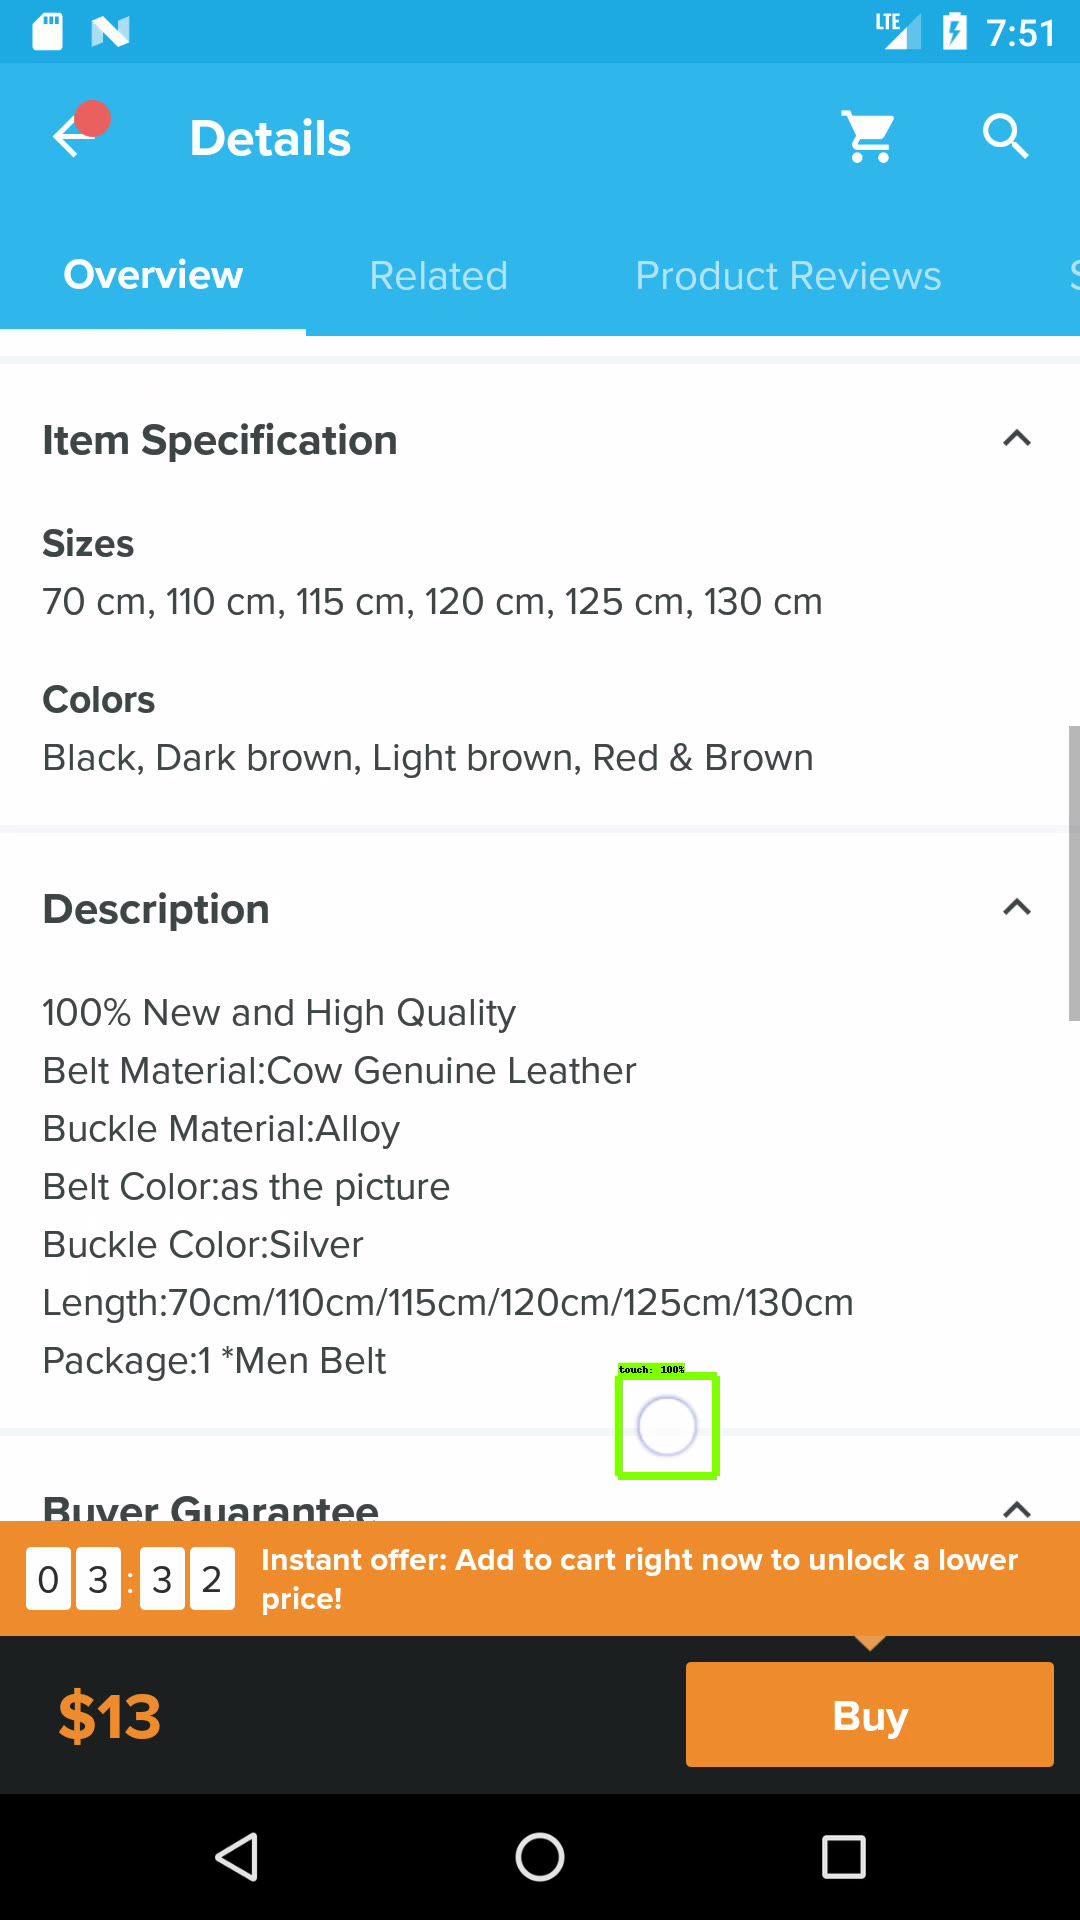 LTE 7:51
Details
Overview Related Product Reviews S
Item Specification
Sizes
70 cm, 110 cm, 115 cm, 120 cm, 125 cm, 130 cm
Colors
Black, Dark brown, Light brown, Red & Brown
Description
100% New and High Quality
Belt Material:Cow Genuine Leather
Buckle Material:Alloy
Belt Color:as the picture
Buckle Color:Silver
Length:70cm/110cm/115cm/120cm/125cm/130cm
Package:1 *Men Belt
touch: 100%
Buyer Guarantee
03:32 Instant offer: Add to cart right now to unlock a lower
price!
$13 Buy